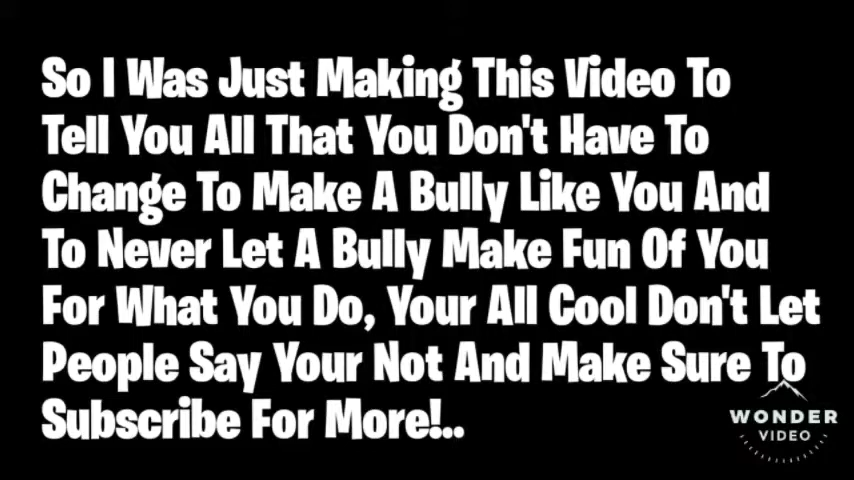 So I Was Just Making This Video To
Tell You All That You Don't Have To
Change To Make A Bully Like You And
To Never Let A Bully Make Fun Of You
For What You Do, Your All Cool Don't Let
People Say Your Not And Make Sure To
Subscribe For More!..
WONDER
VIDEO